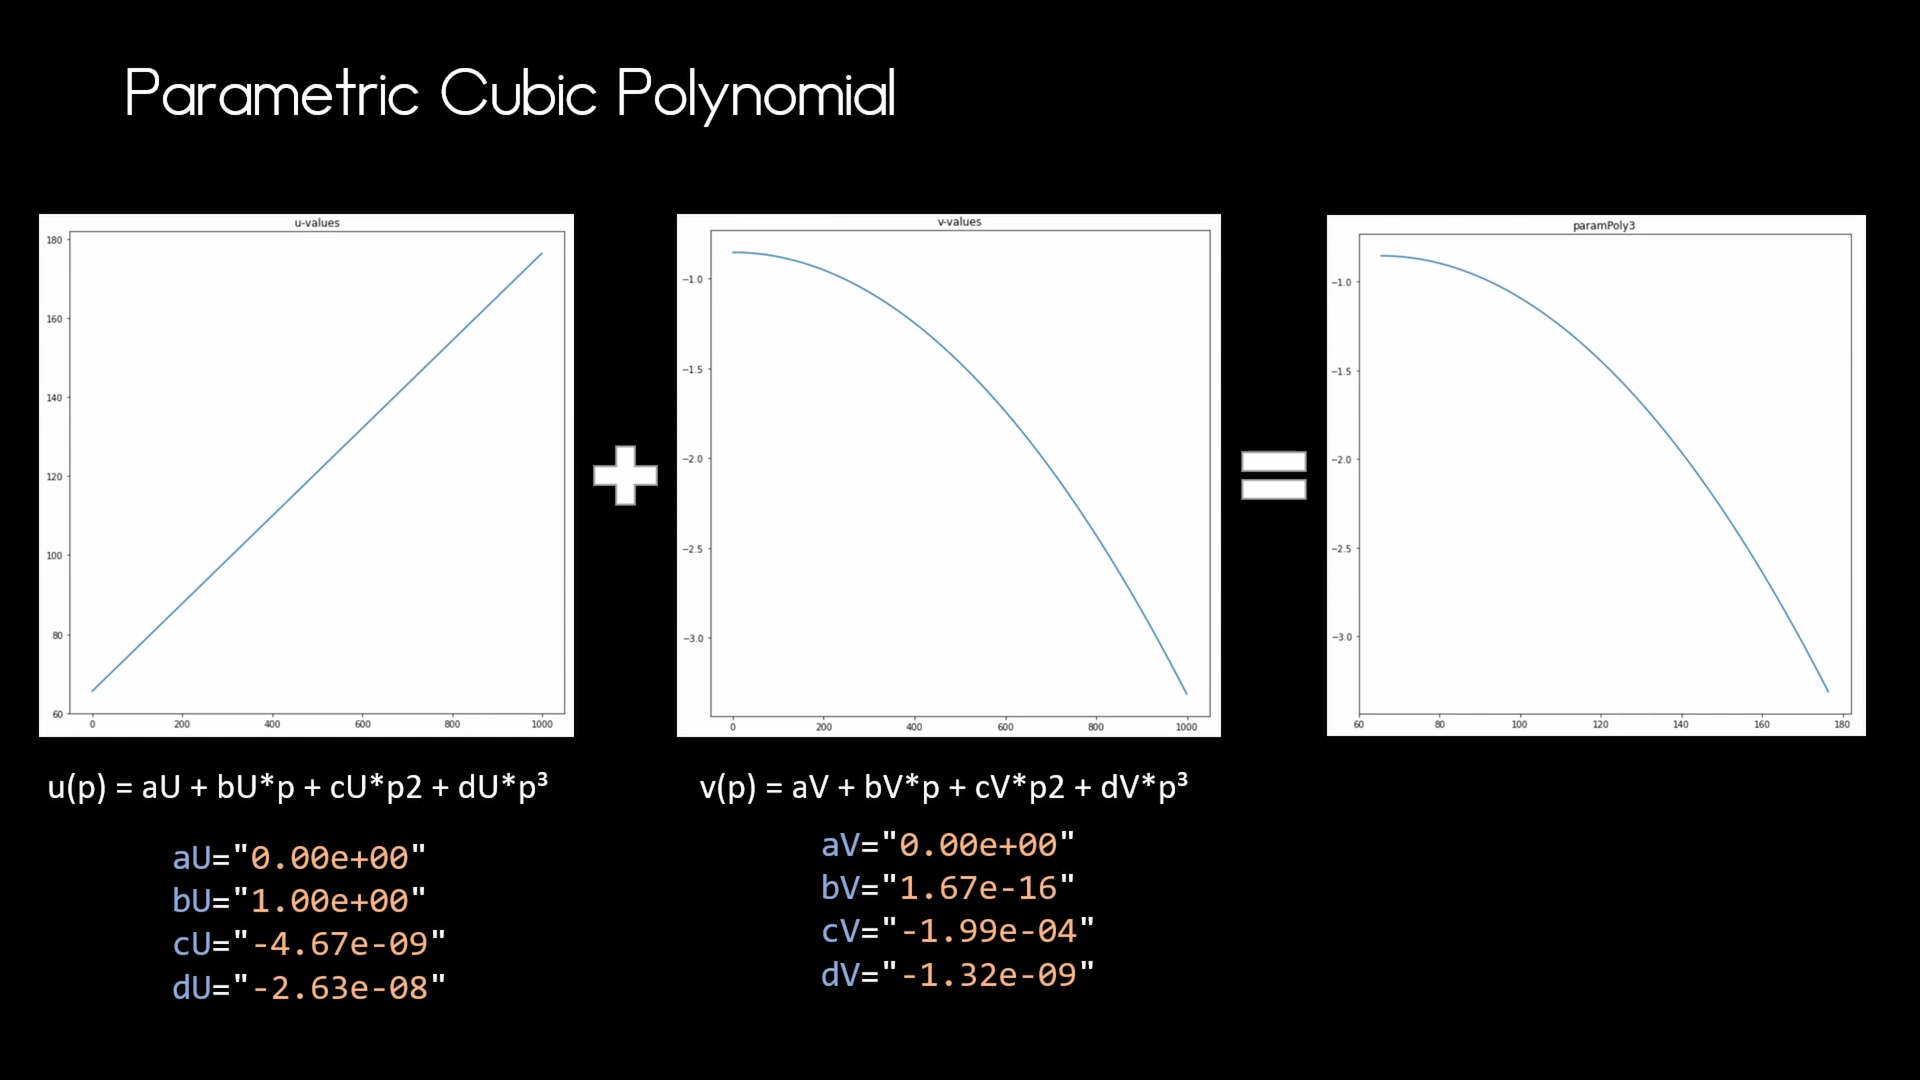 Parametric Cubic Polynomial
u-values
180
160
140
120
100
80
60
0 200 400 600 800 1000
v-values
−1.0
−1.5
−2.0
−2.5
−3.0
0 200 400 600 800 1000
paramPoly3
−1.0
−1.5
−2.0
−2.5
−3.0
60 80 100 120 140 160 180
u(p) = aU + bU*p + cU*p2 + dU*p³
aU="0.00e+00"
bU="1.00e+00"
cU="-4.67e-09"
dU="-2.63e-08"
v(p) = aV + bV*p + cV*p2 + dV*p³
aV="0.00e+00"
bV="1.67e-16"
cV="-1.99e-04"
dV="-1.32e-09"